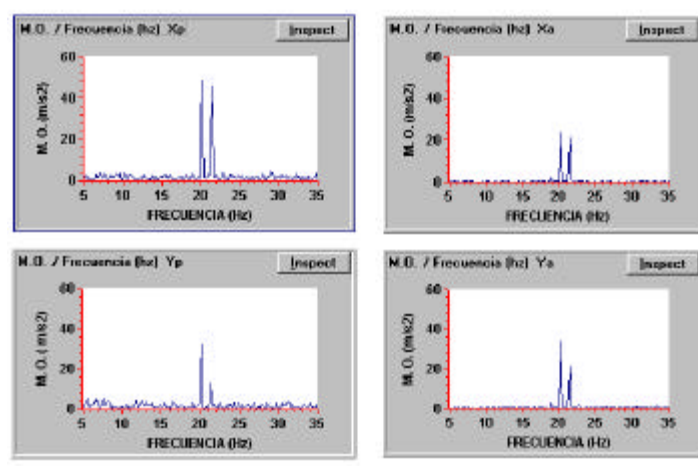 M.O. / Frecuencia (hz) Xp Inspect
60
40
20
0
M. O. (m/s2)
5 10 15 20 25 30 35
FRECUENCIA (Hz)
M.O. / Frecuencia (hz) Xa Inspect
60
40
20
0
M. O. (m/s2)
5 10 15 20 25 30 35
FRECUENCIA (Hz)
M.O. / Frecuencia (hz) Yp Inspect
60
40
20
0
M. O. (m/s2)
5 10 15 20 25 30 35
FRECUENCIA (Hz)
M.O. / Frecuencia (hz) Ya Inspect
60
40
20
0
M. O. (m/s2)
5 10 15 20 25 30 35
FRECUENCIA (Hz)